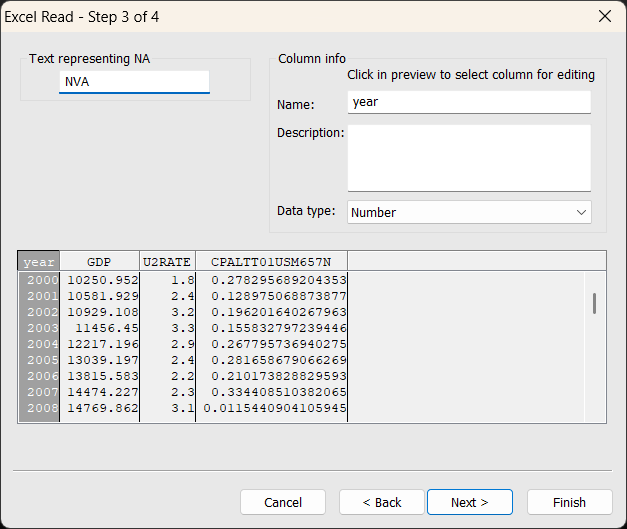 Excel Read - Step 3 of 4
Text representing NA
NVA
Column info
Click in preview to select column for editing
Name: year
Description:
Data type: Number
year GDP U2RATE CPALTT01USM657N
2000 10250.952 1.8 0.278295689204353
2001 10581.929 2.4 0.128975068873877
2002 10929.108 3.2 0.196201640267963
2003 11456.45 3.3 0.155832797239446
2004 12217.196 2.9 0.267795736940275
2005 13039.197 2.4 0.281658679066269
2006 13815.583 2.2 0.210173828829593
2007 14474.227 2.3 0.334408510382065
2008 14769.862 3.1 0.0115440904105945
Cancel < Back Next > Finish